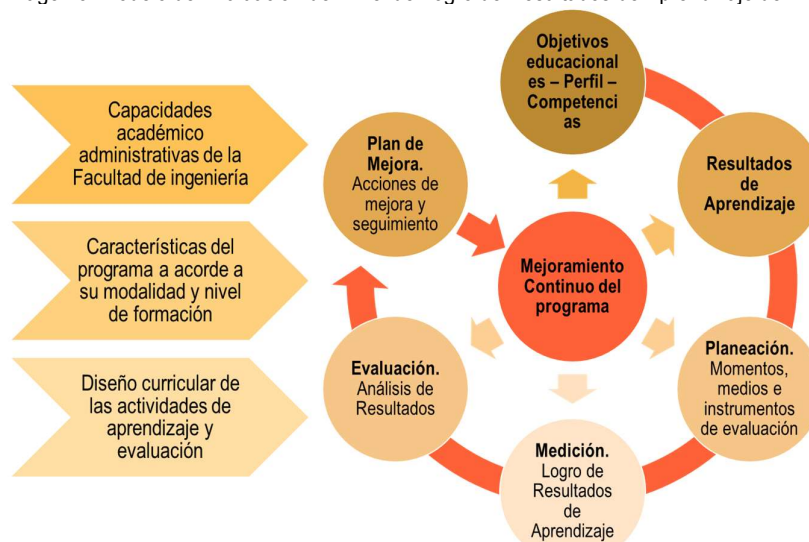 Capacidades
académico
administrativas de la
Facultad de ingeniería
Características del
programa a acorde a
su modalidad y nivel
de formación
Diseño curricular de
las actividades de
aprendizaje y
evaluación
Objetivos
educacional
es – Perfil –
Competenci
as
Resultados
de
Aprendizaje
Planeación.
Momentos,
medios e
instrumentos
de evaluación
Medición.
Logro de
Resultados
de
Aprendizaje
Evaluación.
Análisis de
Resultados
Plan de
Mejora.
Acciones de
mejora y
seguimiento
Mejoramiento
Continuo del
programa